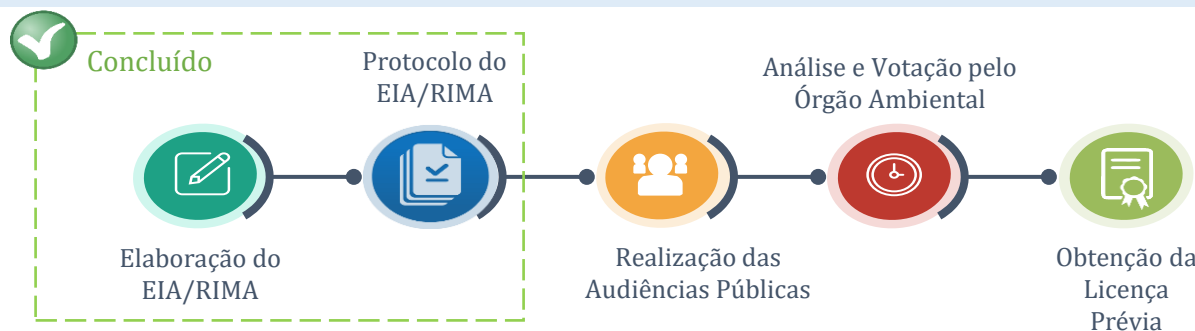 Concluído
Protocolo do
EIA/RIMA
Análise e Votação pelo
Órgão Ambiental
Elaboração do
EIA/RIMA
Realização das
Audiências Públicas
Obtenção da
Licença
Prévia